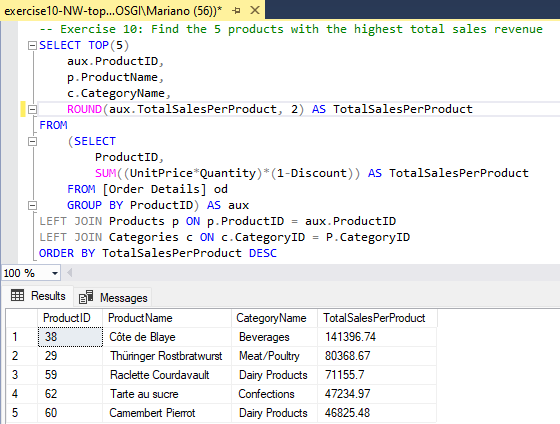 exercise10-NW-top...OSGI\Mariano (56))*
-- Exercise 10: Find the 5 products with the highest total sales revenue
SELECT TOP(5)
aux.ProductID,
p.ProductName,
c.CategoryName,
ROUND(aux.TotalSalesPerProduct, 2) AS TotalSalesPerProduct
FROM
(SELECT
ProductID,
SUM((UnitPrice*Quantity)*(1-Discount)) AS TotalSalesPerProduct
FROM [Order Details] od
GROUP BY ProductID) AS aux
LEFT JOIN Products p ON p.ProductID = aux.ProductID
LEFT JOIN Categories c ON c.CategoryID = P.CategoryID
ORDER BY TotalSalesPerProduct DESC
100 %
Results Messages
ProductID ProductName CategoryName TotalSalesPerProduct
1 38 Côte de Blaye Beverages 141396.74
2 29 Thüringer Rostbratwurst Meat/Poultry 80368.67
3 59 Raclette Courdavault Dairy Products 71155.7
4 62 Tarte au sucre Confections 47234.97
5 60 Camembert Pierrot Dairy Products 46825.48